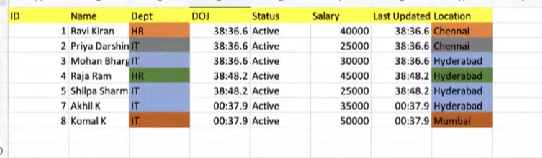 ID Name Dept DOJ Status Salary Last Updated Location
1 Ravi Kiran HR 38:36.6 Active 40000 38:36.6 Chennai
2 Priya Darshin IT 38:36.6 Active 25000 38:36.6 Chennai
3 Mohan Bharg IT 38:36.6 Active 30000 38:36.6 Hyderabad
4 Raja Ram HR 38:48.2 Active 45000 38:48.2 Hyderabad
5 Shilpa Sharm IT 38:48.2 Active 25000 38:48.2 Hyderabad
7 Akhil K IT 00:37.9 Active 35000 00:37.9 Hyderabad
8 Komal K IT 00:37.9 Active 50000 00:37.9 Mumbai